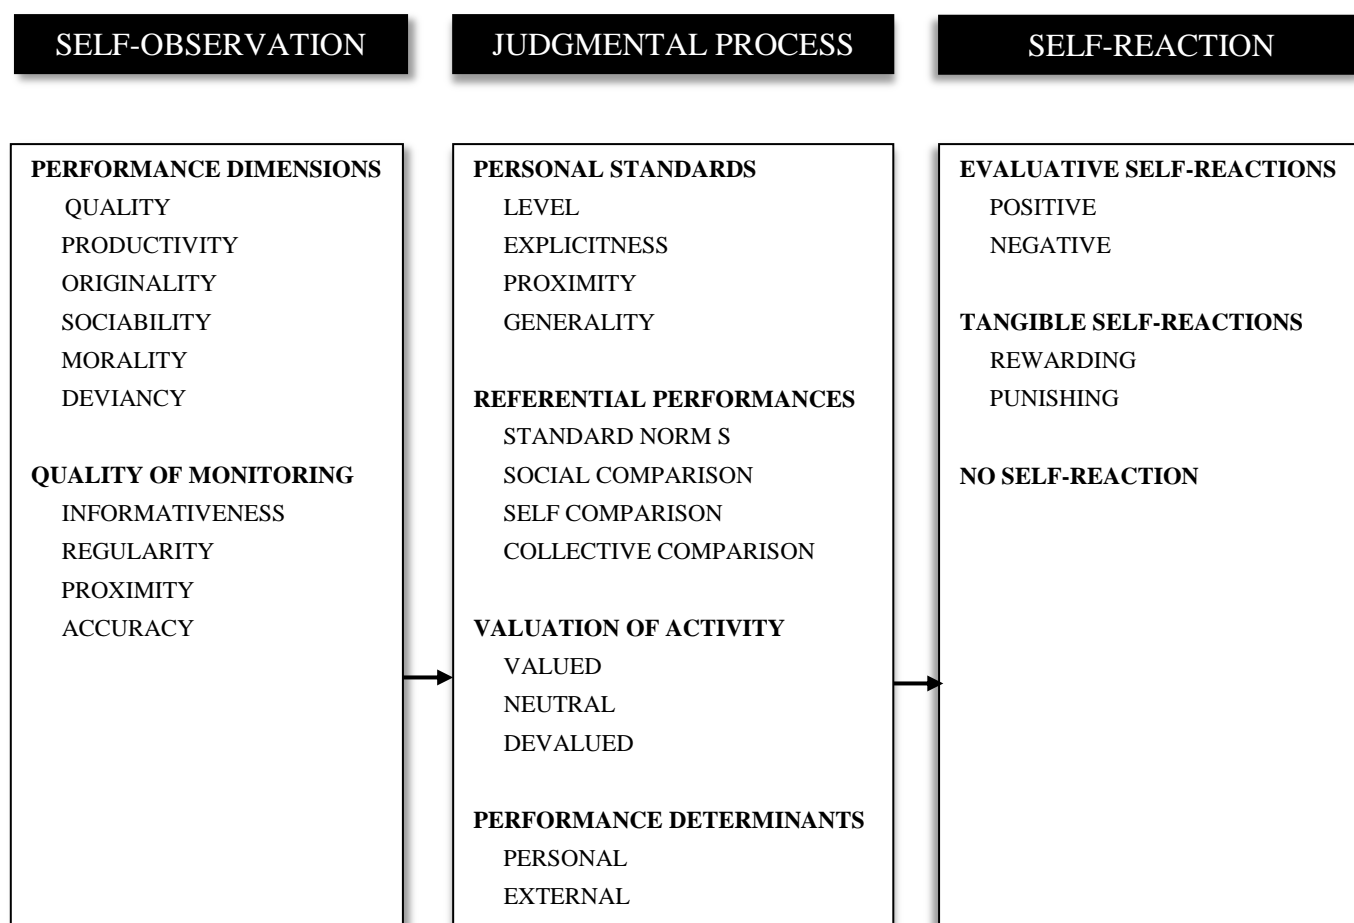 SELF-OBSERVATION
JUDGMENTAL PROCESS
SELF-REACTION
PERFORMANCE DIMENSIONS
QUALITY
PRODUCTIVITY
ORIGINALITY
SOCIABILITY
MORALITY
DEVIANCY
QUALITY OF MONITORING
INFORMATIVENESS
REGULARITY
PROXIMITY
ACCURACY
PERSONAL STANDARDS
LEVEL
EXPLICITNESS
PROXIMITY
GENERALITY
REFERENTIAL PERFORMANCES
STANDARD NORM S
SOCIAL COMPARISON
SELF COMPARISON
COLLECTIVE COMPARISON
VALUATION OF ACTIVITY
VALUED
NEUTRAL
DEVALUED
PERFORMANCE DETERMINANTS
PERSONAL
EXTERNAL
EVALUATIVE SELF-REACTIONS
POSITIVE
NEGATIVE
TANGIBLE SELF-REACTIONS
REWARDING
PUNISHING
NO SELF-REACTION